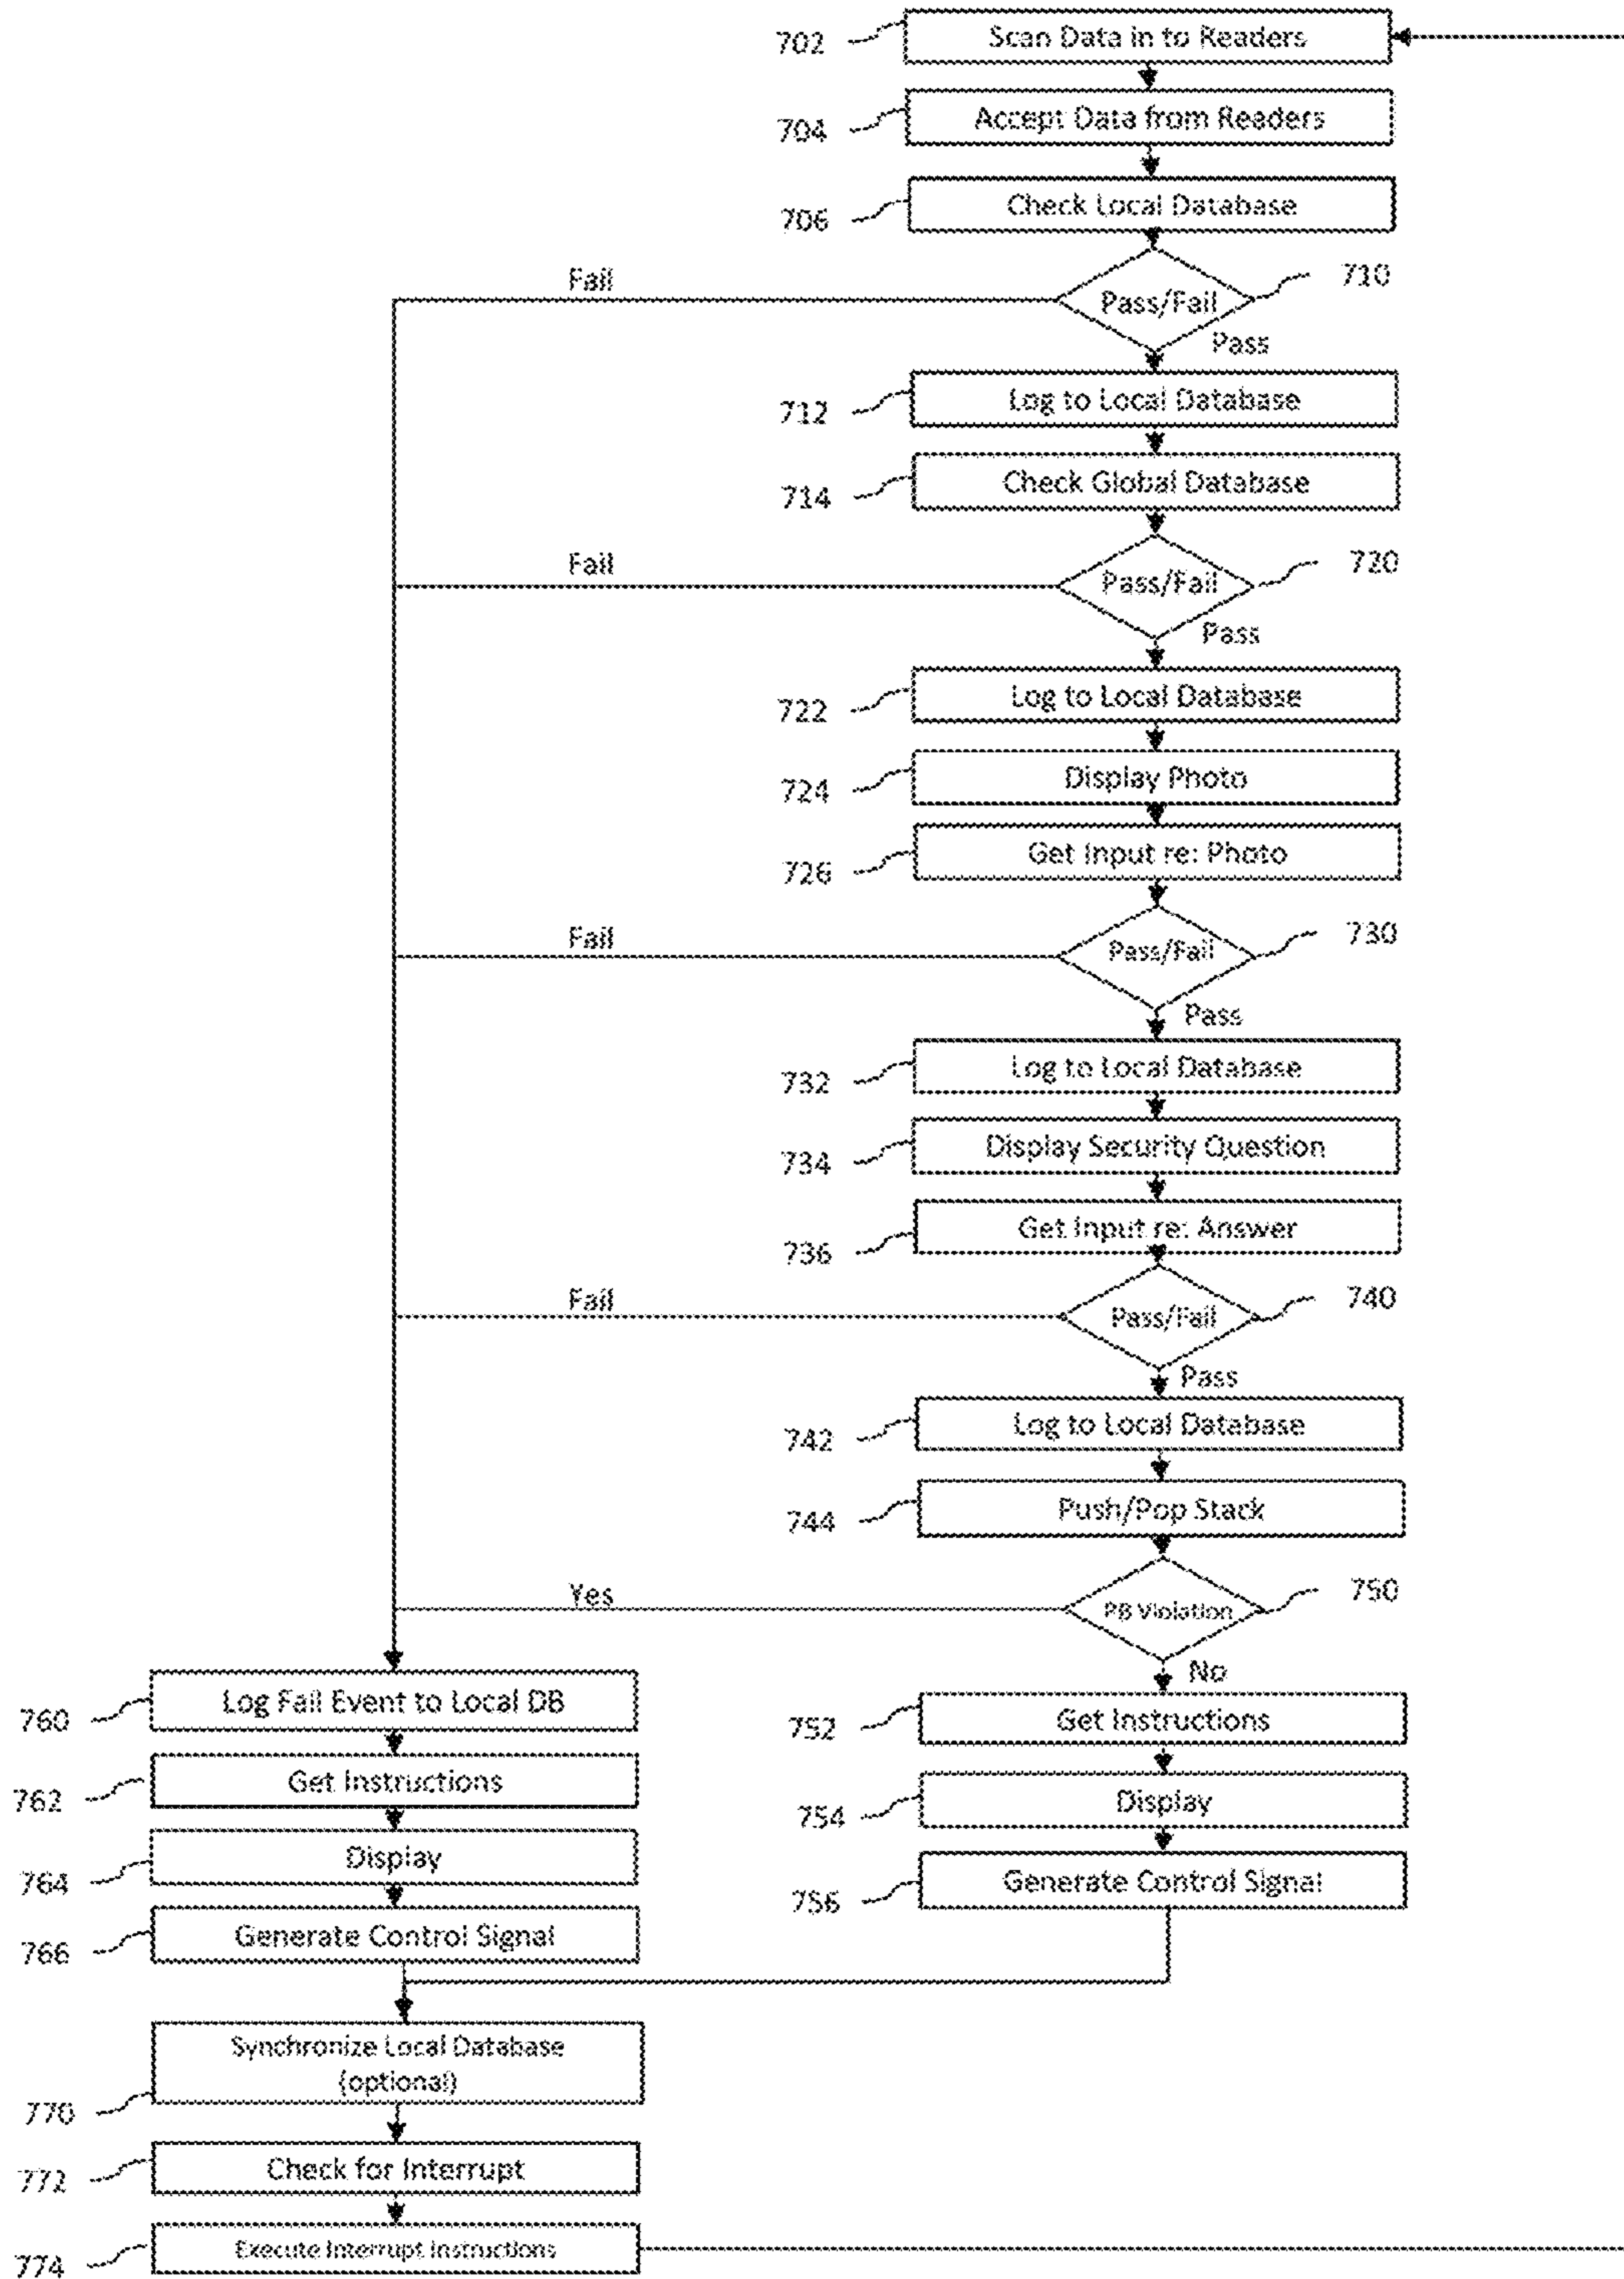 702
Scan Data in to Readers
704
Accept Data from Readers
706
Check Local Database
Fail
Pass/Fail
710
Pass
712
Log to Local Database
714
Check Global Database
Fail
Pass/Fail
720
Pass
722
Log to Local Database
724
Display Photo
726
Get Input re: Photo
Fail
Pass/Fail
730
Pass
732
Log to Local Database
734
Display Security Question
736
Get Input re: Answer
Fail
Pass/Fail
740
Pass
742
Log to Local Database
744
Push/Pop Stack
Yes
PB Violation
750
No
760
Log Fail Event to Local DB
752
Get Instructions
762
Get Instructions
754
Display
764
Display
756
Generate Control Signal
766
Generate Control Signal
770
Synchronize Local Database
(optional)
772
Check for Interrupt
774
Execute Interrupt Instructions